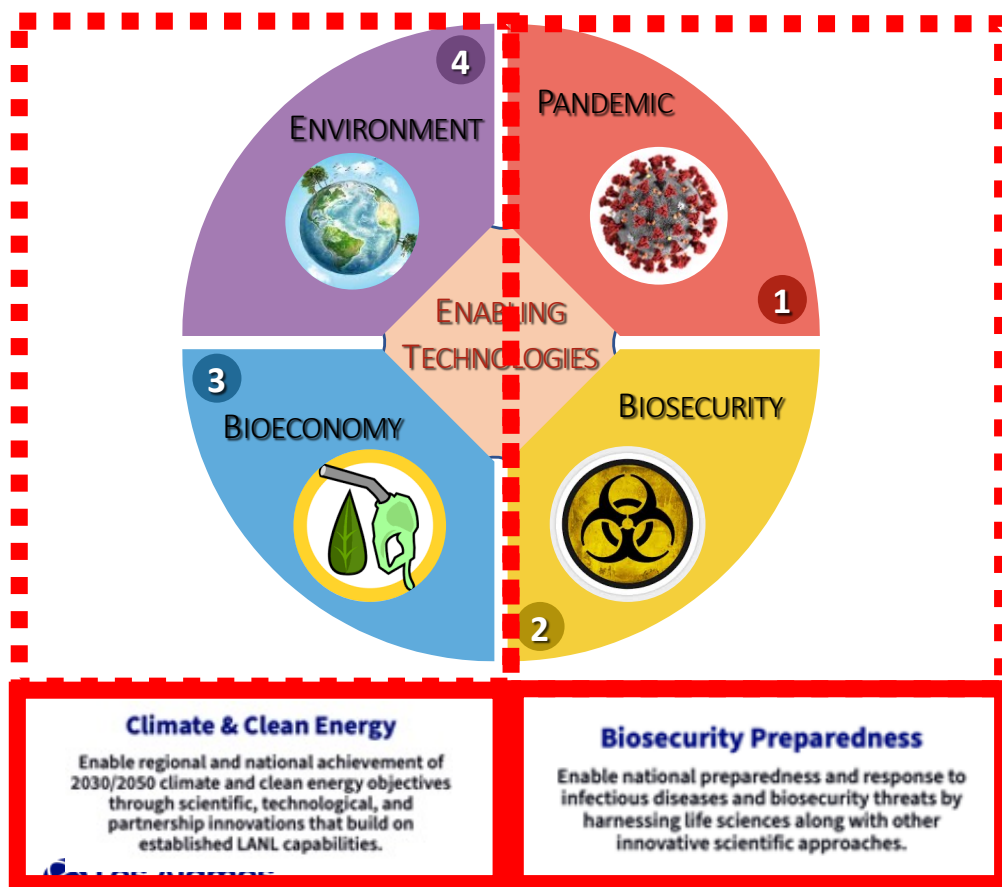 4
ENVIRONMENT
PANDEMIC
1
ENABLING
TECHNOLOGIES
3
BIOECONOMY
BIOSECURITY
2
Climate & Clean Energy
Enable regional and national achievement of
2030/2050 climate and clean energy objectives
through scientific, technological, and
partnership innovations that build on
established LANL capabilities.
Biosecurity Preparedness
Enable national preparedness and response to
infectious diseases and biosecurity threats by
harnessing life sciences along with other
innovative scientific approaches.